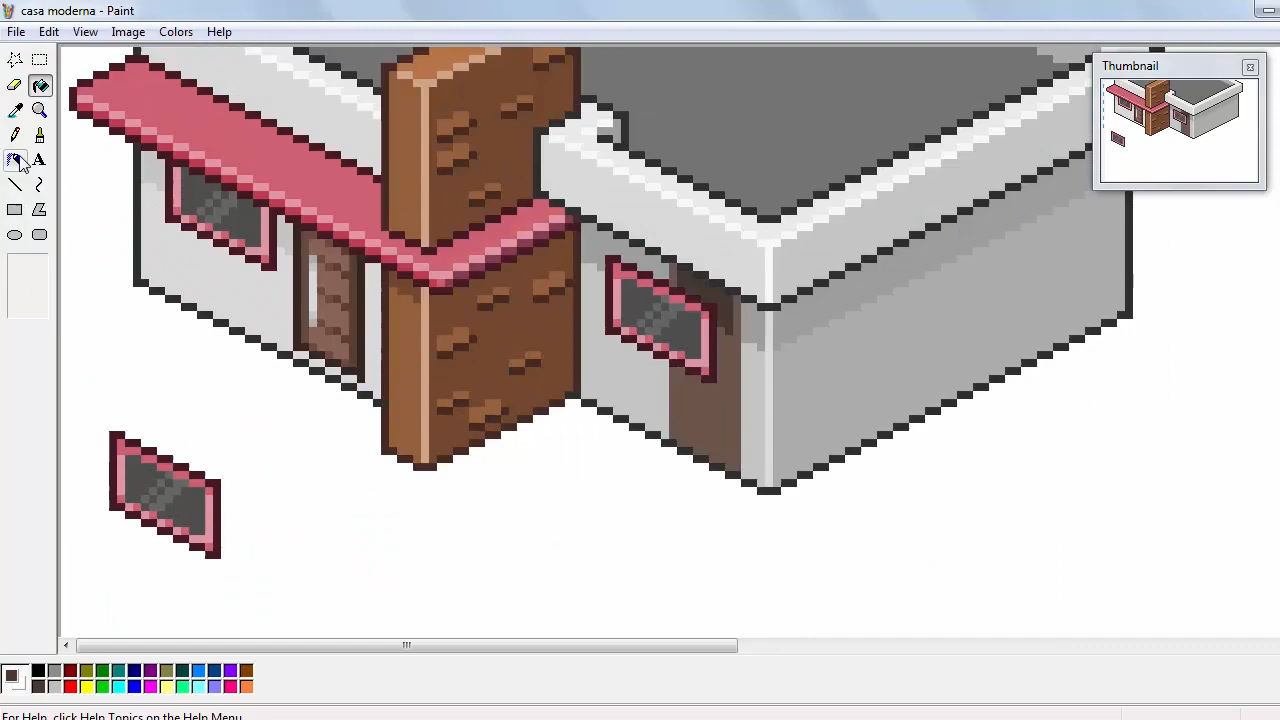 casa moderna - Paint
File Edit View Image Colors Help
Thumbnail
A
For Help, click Help Topics on the Help Menu.